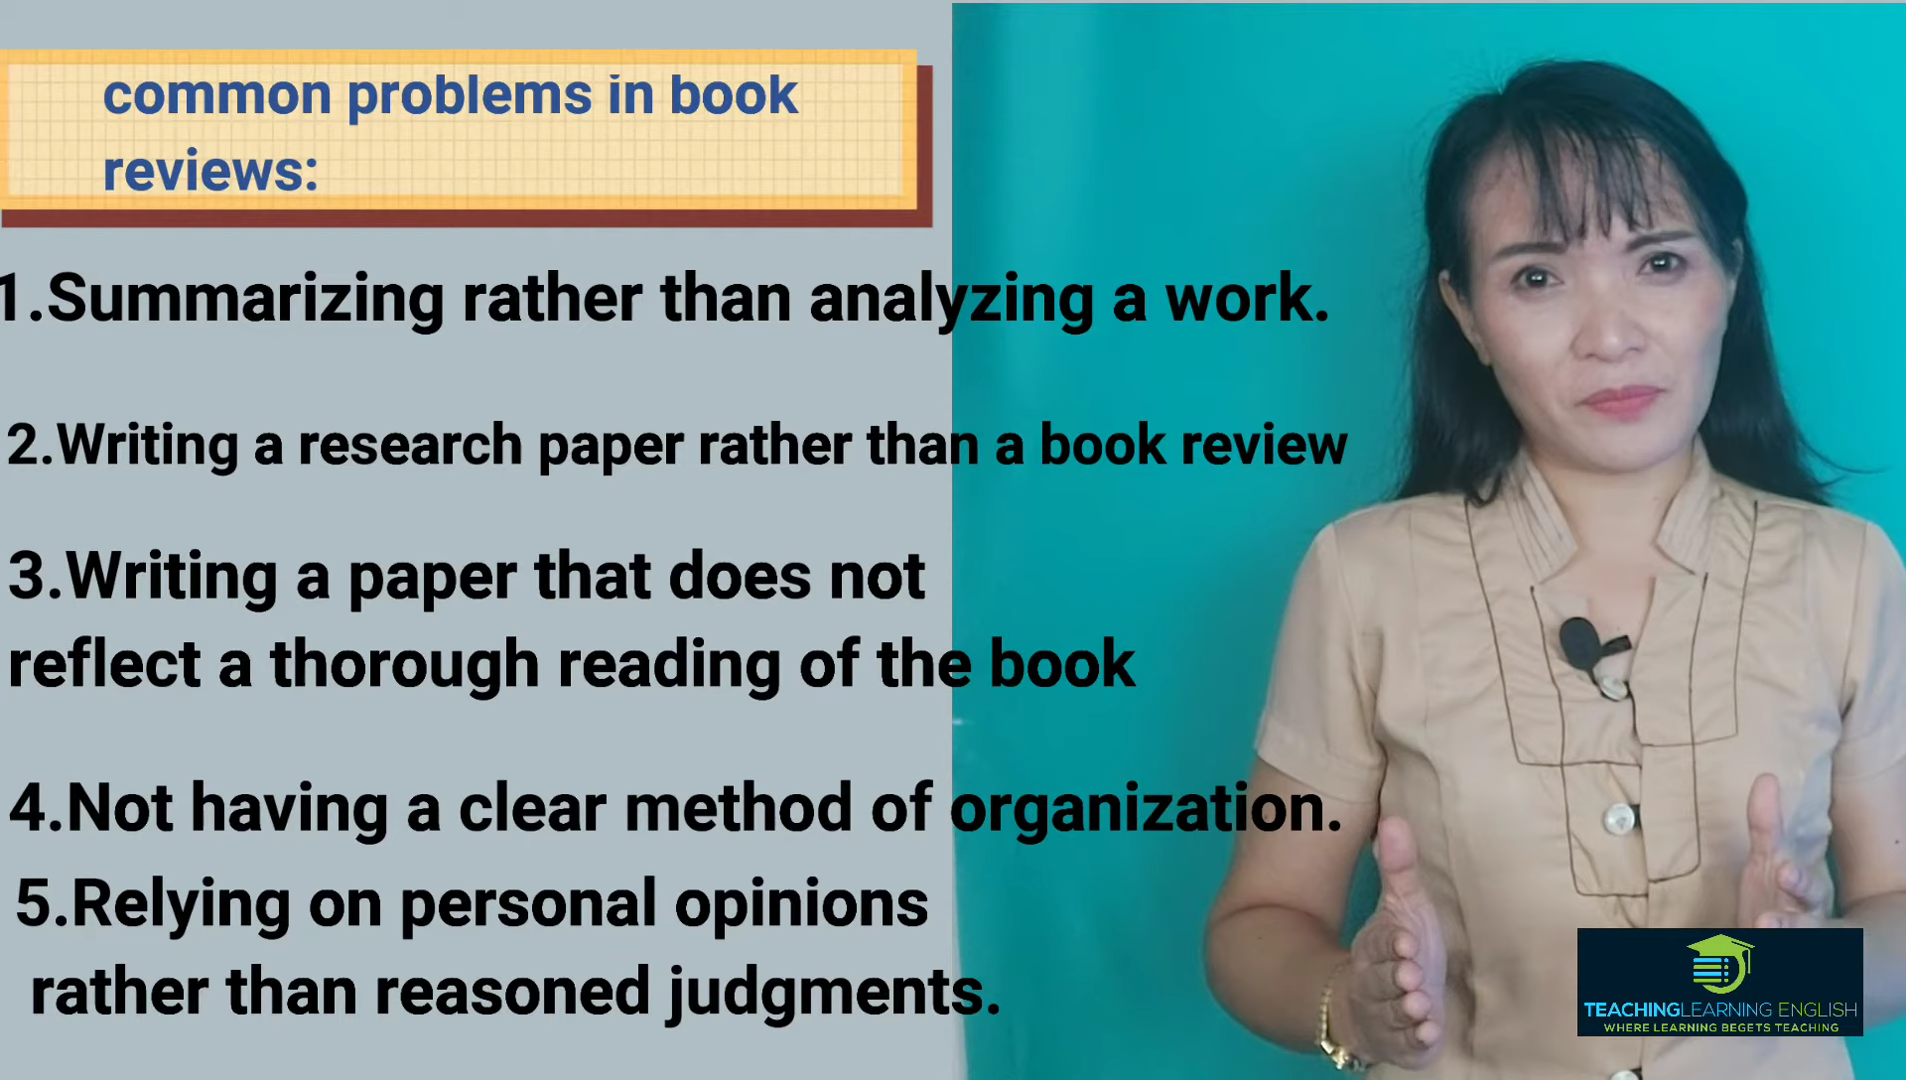 common problems in book
reviews:
1.Summarizing rather than analyzing a work.
2.Writing a research paper rather than a book review
3.Writing a paper that does not
reflect a thorough reading of the book
4.Not having a clear method of organization.
5.Relying on personal opinions
rather than reasoned judgments.
TEACHINGLEARNING ENGLISH
WHERE LEARNING BEGETS TEACHING